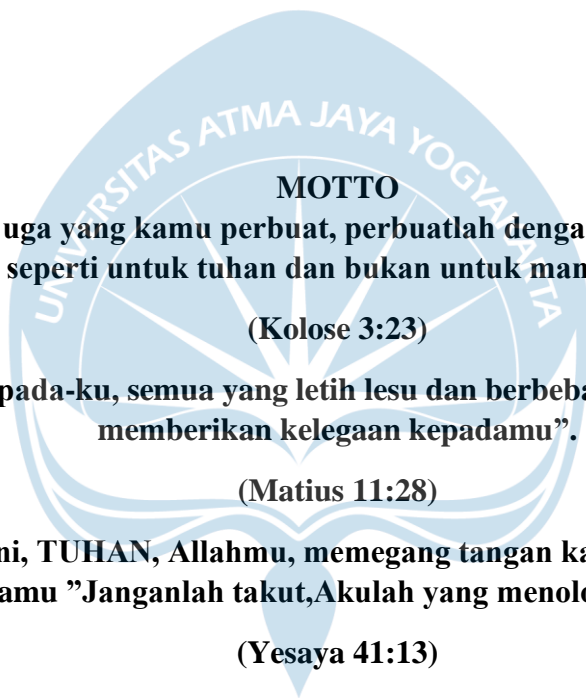 UNIVERSITAS ATMA JAYA YOGYAKARTA
MOTTO
uga yang kamu perbuat, perbuatlah denga
seperti untuk tuhan dan bukan untuk man
(Kolose 3:23)
pada-ku, semua yang letih lesu dan berbeba
memberikan kelegaan kepadamu”.
(Matius 11:28)
ni, TUHAN, Allahmu, memegang tangan ka
amu ”Janganlah takut,Akulah yang menolo
(Yesaya 41:13)